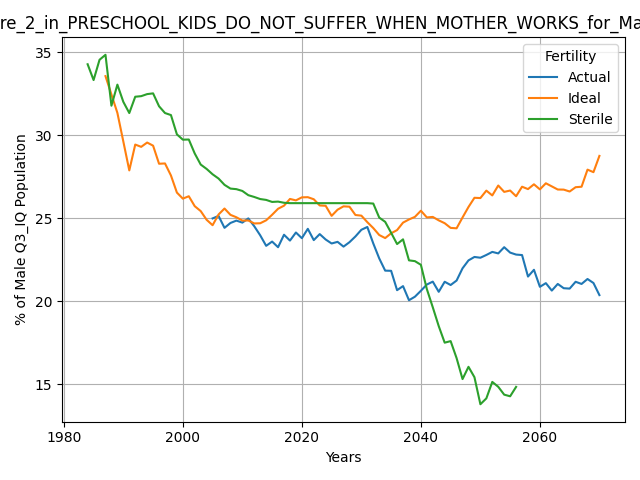 re_2_in_PRESCHOOL_KIDS_DO_NOT_SUFFER_WHEN_MOTHER_WORKS_for_Ma
35
30
25
20
15
1980
2000
2020
2040
2060
% of Male Q3_IQ Population
Years
Fertility
Actual
Ideal
Sterile